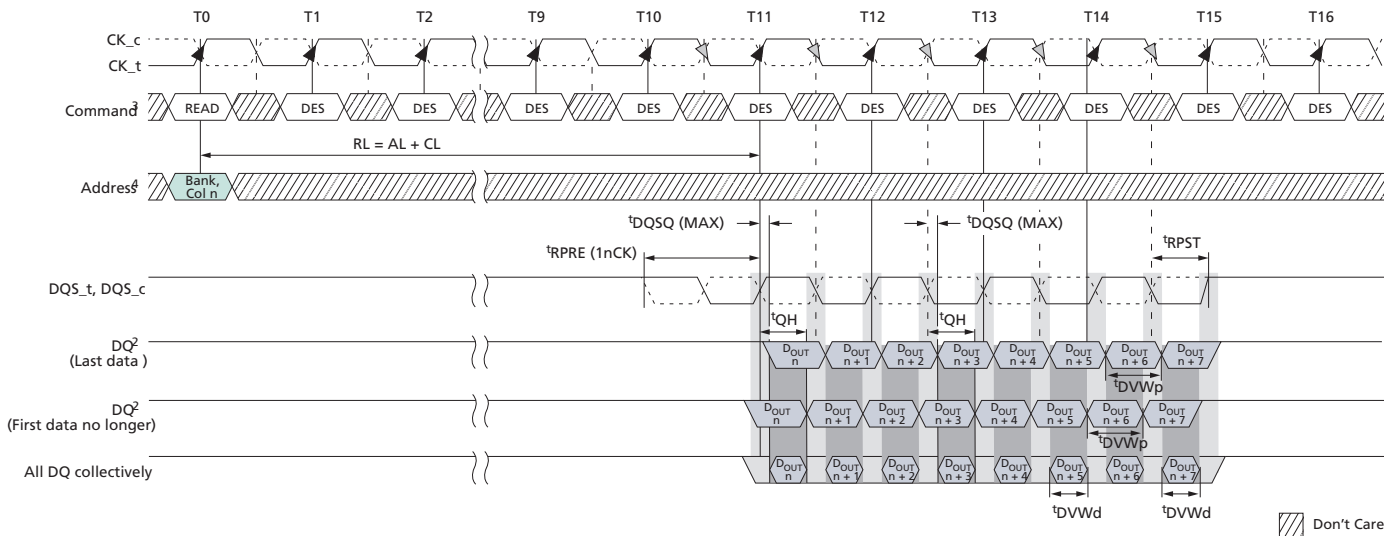 T0 T1 T2 T9 T10 T11 T12 T13 T14 T15 T16
CK_c
CK_t
Command3 READ DES DES DES DES DES DES DES DES DES DES
RL = AL + CL
Address4 Bank,
Col n
tDQSQ (MAX) tDQSQ (MAX)
tRPRE (1nCK) tRPST
DQS_t, DQS_c
tQH tQH
DQ2
(Last data )
DOUT n DOUT n + 1 DOUT n + 2 DOUT n + 3 DOUT n + 4 DOUT n + 5 DOUT n + 6 DOUT n + 7
tDVWp
DQ2
(First data no longer)
DOUT n DOUT n + 1 DOUT n + 2 DOUT n + 3 DOUT n + 4 DOUT n + 5 DOUT n + 6 DOUT n + 7
tDVWp
All DQ collectively
DOUT n DOUT n + 1 DOUT n + 2 DOUT n + 3 DOUT n + 4 DOUT n + 5 DOUT n + 6 DOUT n + 7
tDVWd tDVWd
Don't Care